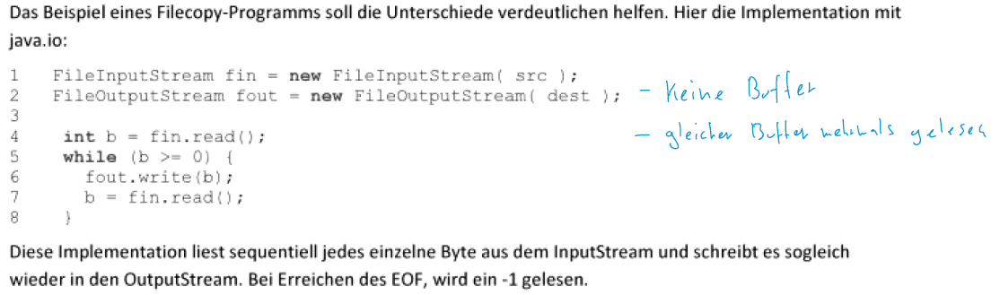 Das Beispiel eines Filecopy-Programms soll die Unterschiede verdeutlichen helfen. Hier die Implementation mit
java.io:
1 FileInputStream fin = new FileInputStream( src );
2 FileOutputStream fout = new FileOutputStream( dest ); - Keine Buffer
3
4 int b = fin.read(); - gleicher Buffer mehrmals gelesen
5 while (b >= 0) {
6 fout.write(b);
7 b = fin.read();
8 }
Diese Implementation liest sequentiell jedes einzelne Byte aus dem InputStream und schreibt es sogleich
wieder in den OutputStream. Bei Erreichen des EOF, wird ein -1 gelesen.